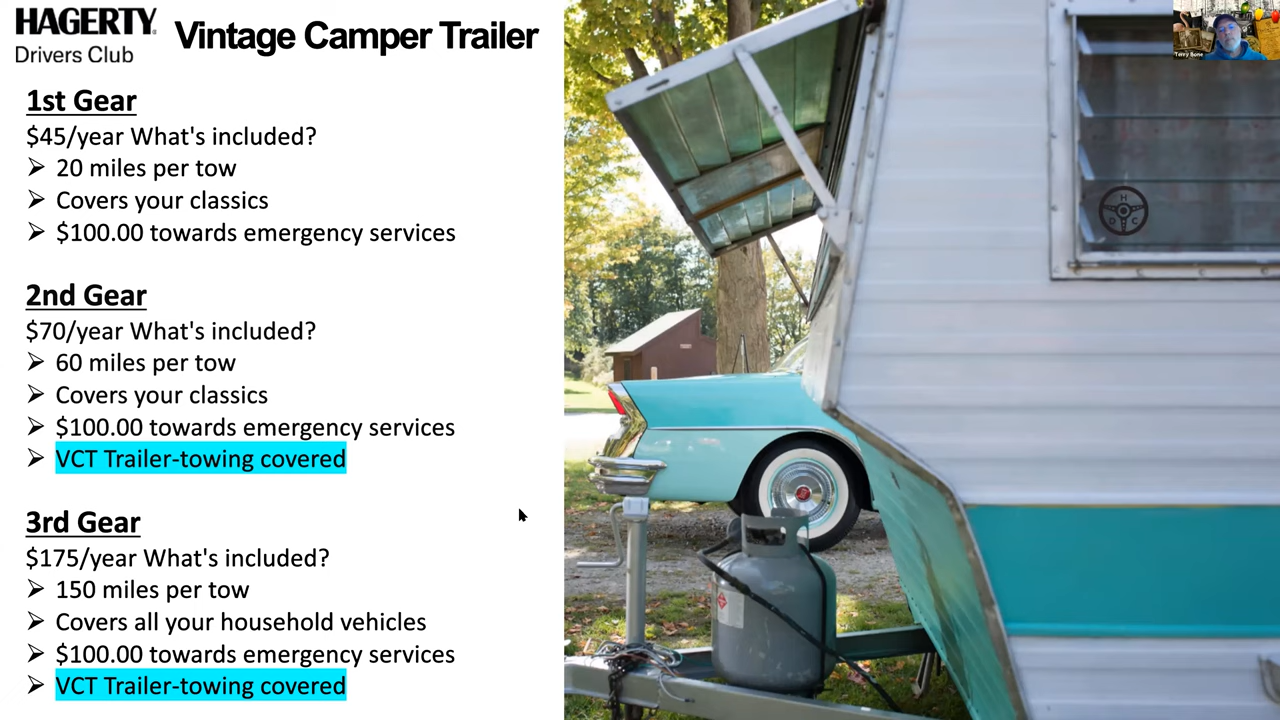 HAGERTY.
Drivers Club
Vintage Camper Trailer
1st Gear
$45/year What's included?
➢ 20 miles per tow
➢ Covers your classics
➢ $100.00 towards emergency services
2nd Gear
$70/year What's included?
➢ 60 miles per tow
➢ Covers your classics
➢ $100.00 towards emergency services
➢ VCT Trailer-towing covered
3rd Gear
$175/year What's included?
➢ 150 miles per tow
➢ Covers all your household vehicles
➢ $100.00 towards emergency services
➢ VCT Trailer-towing covered
Terry Bone
H
D C